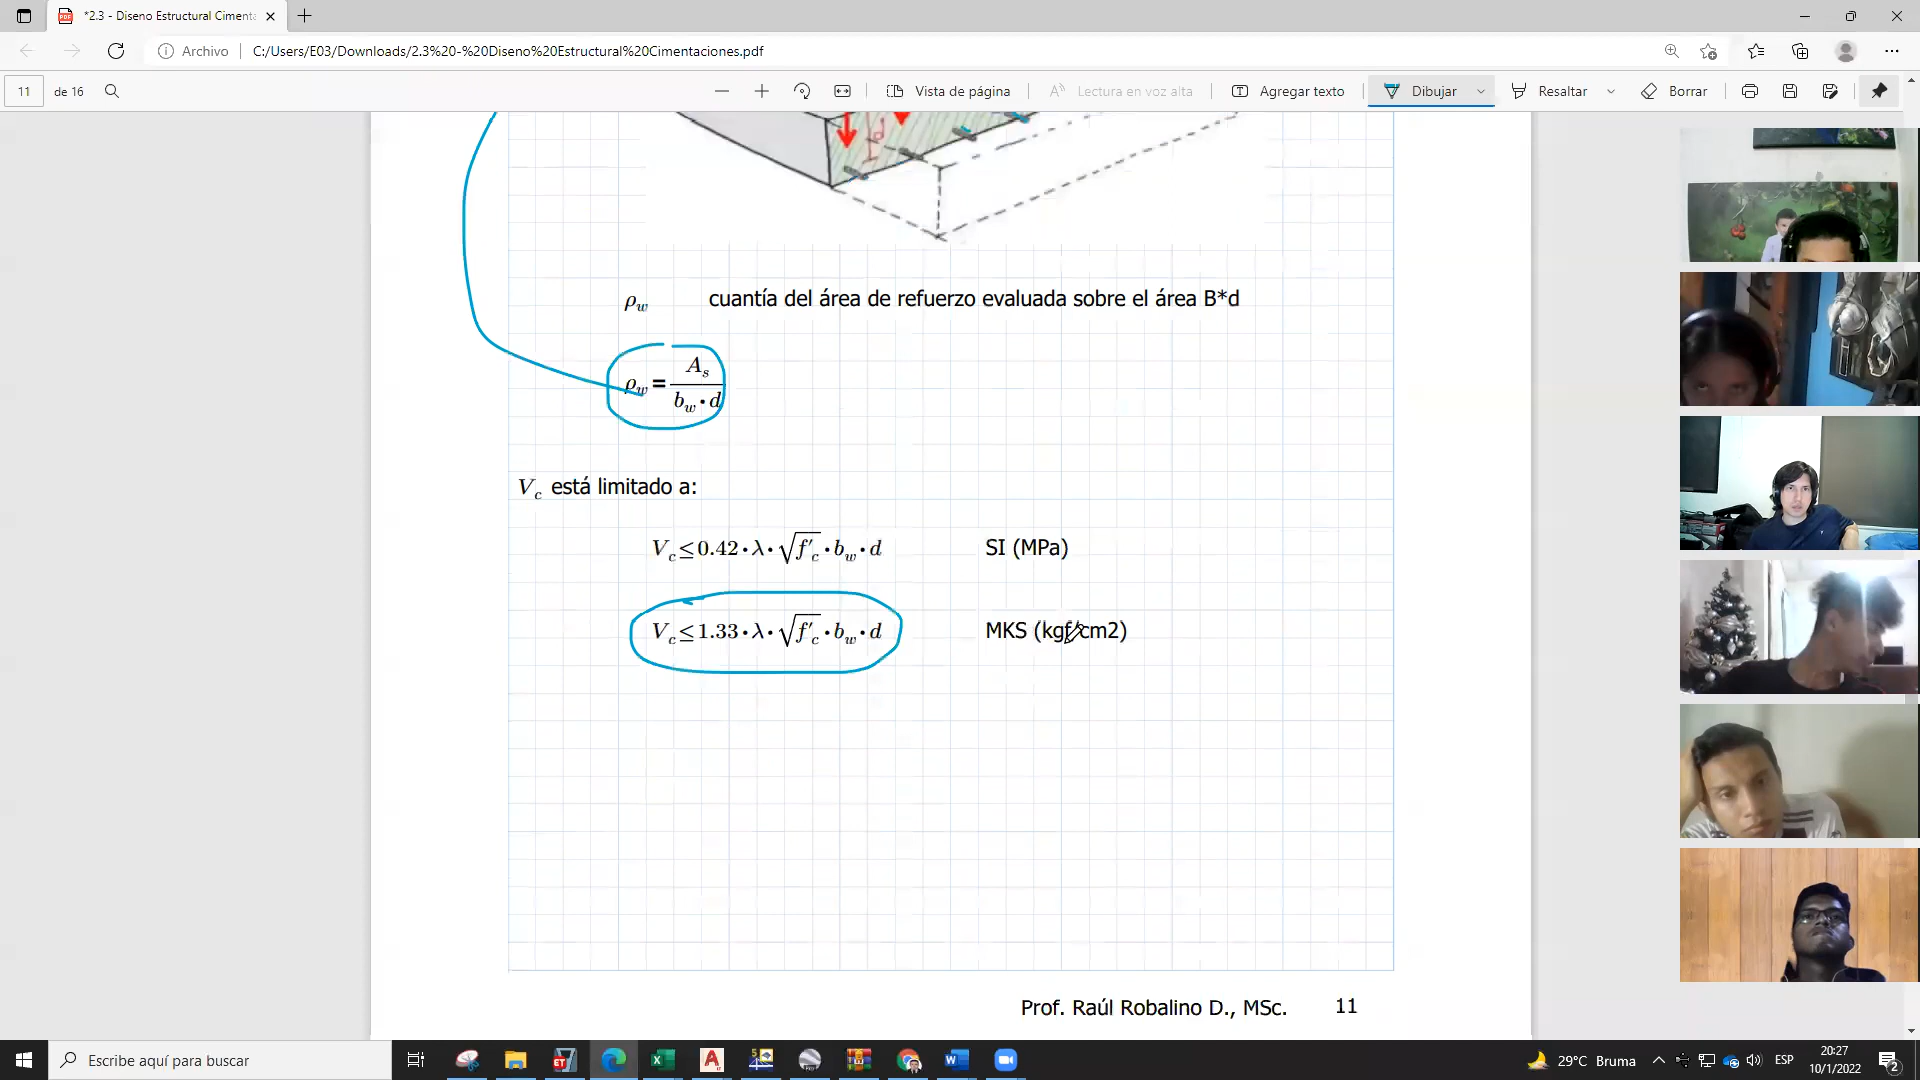 *2.3 - Diseno Estructural Cimenta
Archivo C:/Users/E03/Downloads/2.3%20-%20Diseno%20Estructural%20Cimentaciones.pdf
11 de 16 Vista de página Lectura en voz alta Agregar texto Dibujar Resaltar Borrar
ρw cuantía del área de refuerzo evaluada sobre el área B*d
ρw = As / bw • d
Vc está limitado a:
Vc ≤ 0.42 • λ • √f'c • bw • d SI (MPa)
Vc ≤ 1.33 • λ • √f'c • bw • d MKS (kgf/cm2)
Prof. Raúl Robalino D., MSc. 11
Escribe aquí para buscar
29°C Bruma
ESP
20:27
10/1/2022
2